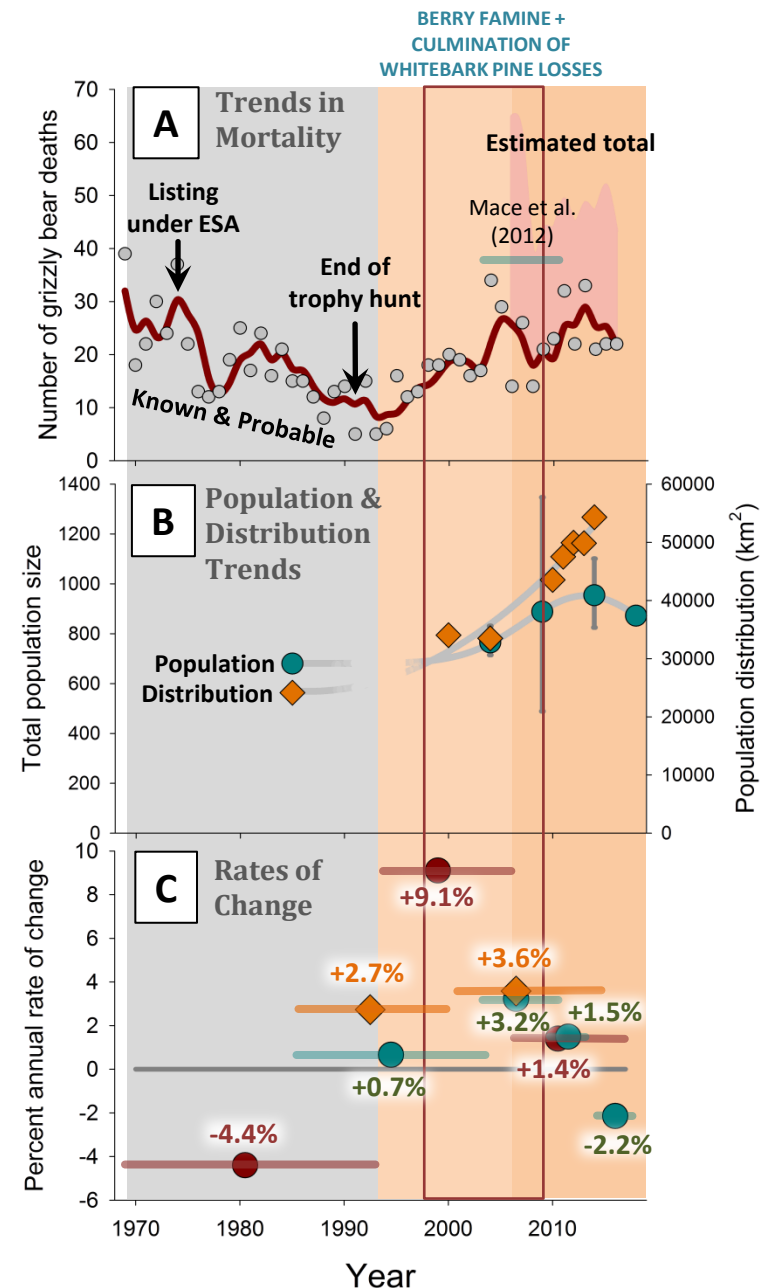 BERRY FAMINE +
CULMINATION OF
WHITEBARK PINE LOSSES
A
Trends in
Mortality
Number of grizzly bear deaths
70
60
50
40
30
20
10
0
Listing
under ESA
End of
trophy hunt
Known & Probable
Estimated total
Mace et al.
(2012)
B
Population &
Distribution
Trends
Total population size
1400
1200
1000
800
600
400
200
0
Population
Distribution
60000
50000
40000
30000
20000
10000
0
Population distribution (km²)
C
Rates of
Change
Percent annual rate of change
10
8
6
4
2
0
-2
-4
-6
+9.1%
+2.7%
+3.6%
+3.2%
+1.5%
+0.7%
+1.4%
-2.2%
-4.4%
1970
1980
1990
2000
2010
Year